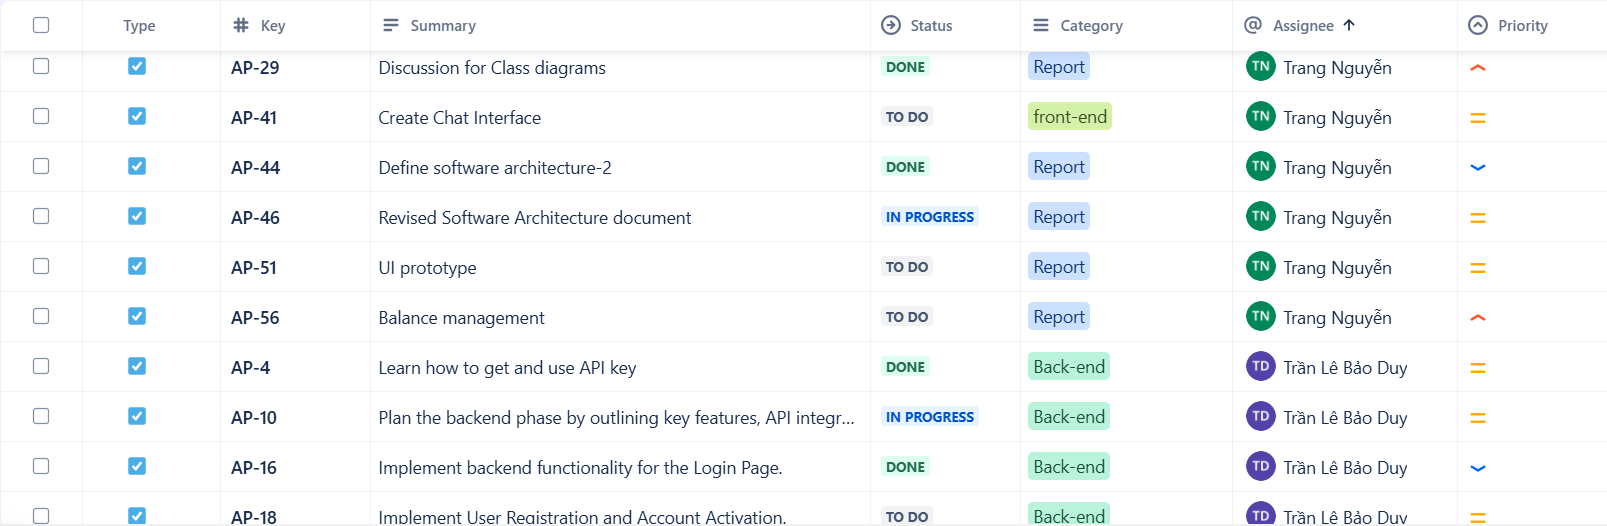 Type Key Summary Status Category Assignee Priority
AP-29 Discussion for Class diagrams DONE Report TN Trang Nguyễn
AP-41 Create Chat Interface TO DO front-end TN Trang Nguyễn
AP-44 Define software architecture-2 DONE Report TN Trang Nguyễn
AP-46 Revised Software Architecture document IN PROGRESS Report TN Trang Nguyễn
AP-51 UI prototype TO DO Report TN Trang Nguyễn
AP-56 Balance management TO DO Report TN Trang Nguyễn
AP-4 Learn how to get and use API key DONE Back-end TD Trần Lê Bảo Duy
AP-10 Plan the backend phase by outlining key features, API integr... IN PROGRESS Back-end TD Trần Lê Bảo Duy
AP-16 Implement backend functionality for the Login Page. DONE Back-end TD Trần Lê Bảo Duy
AP-18 Implement User Registration and Account Activation. TO DO Back-end TD Trần Lê Bảo Duy